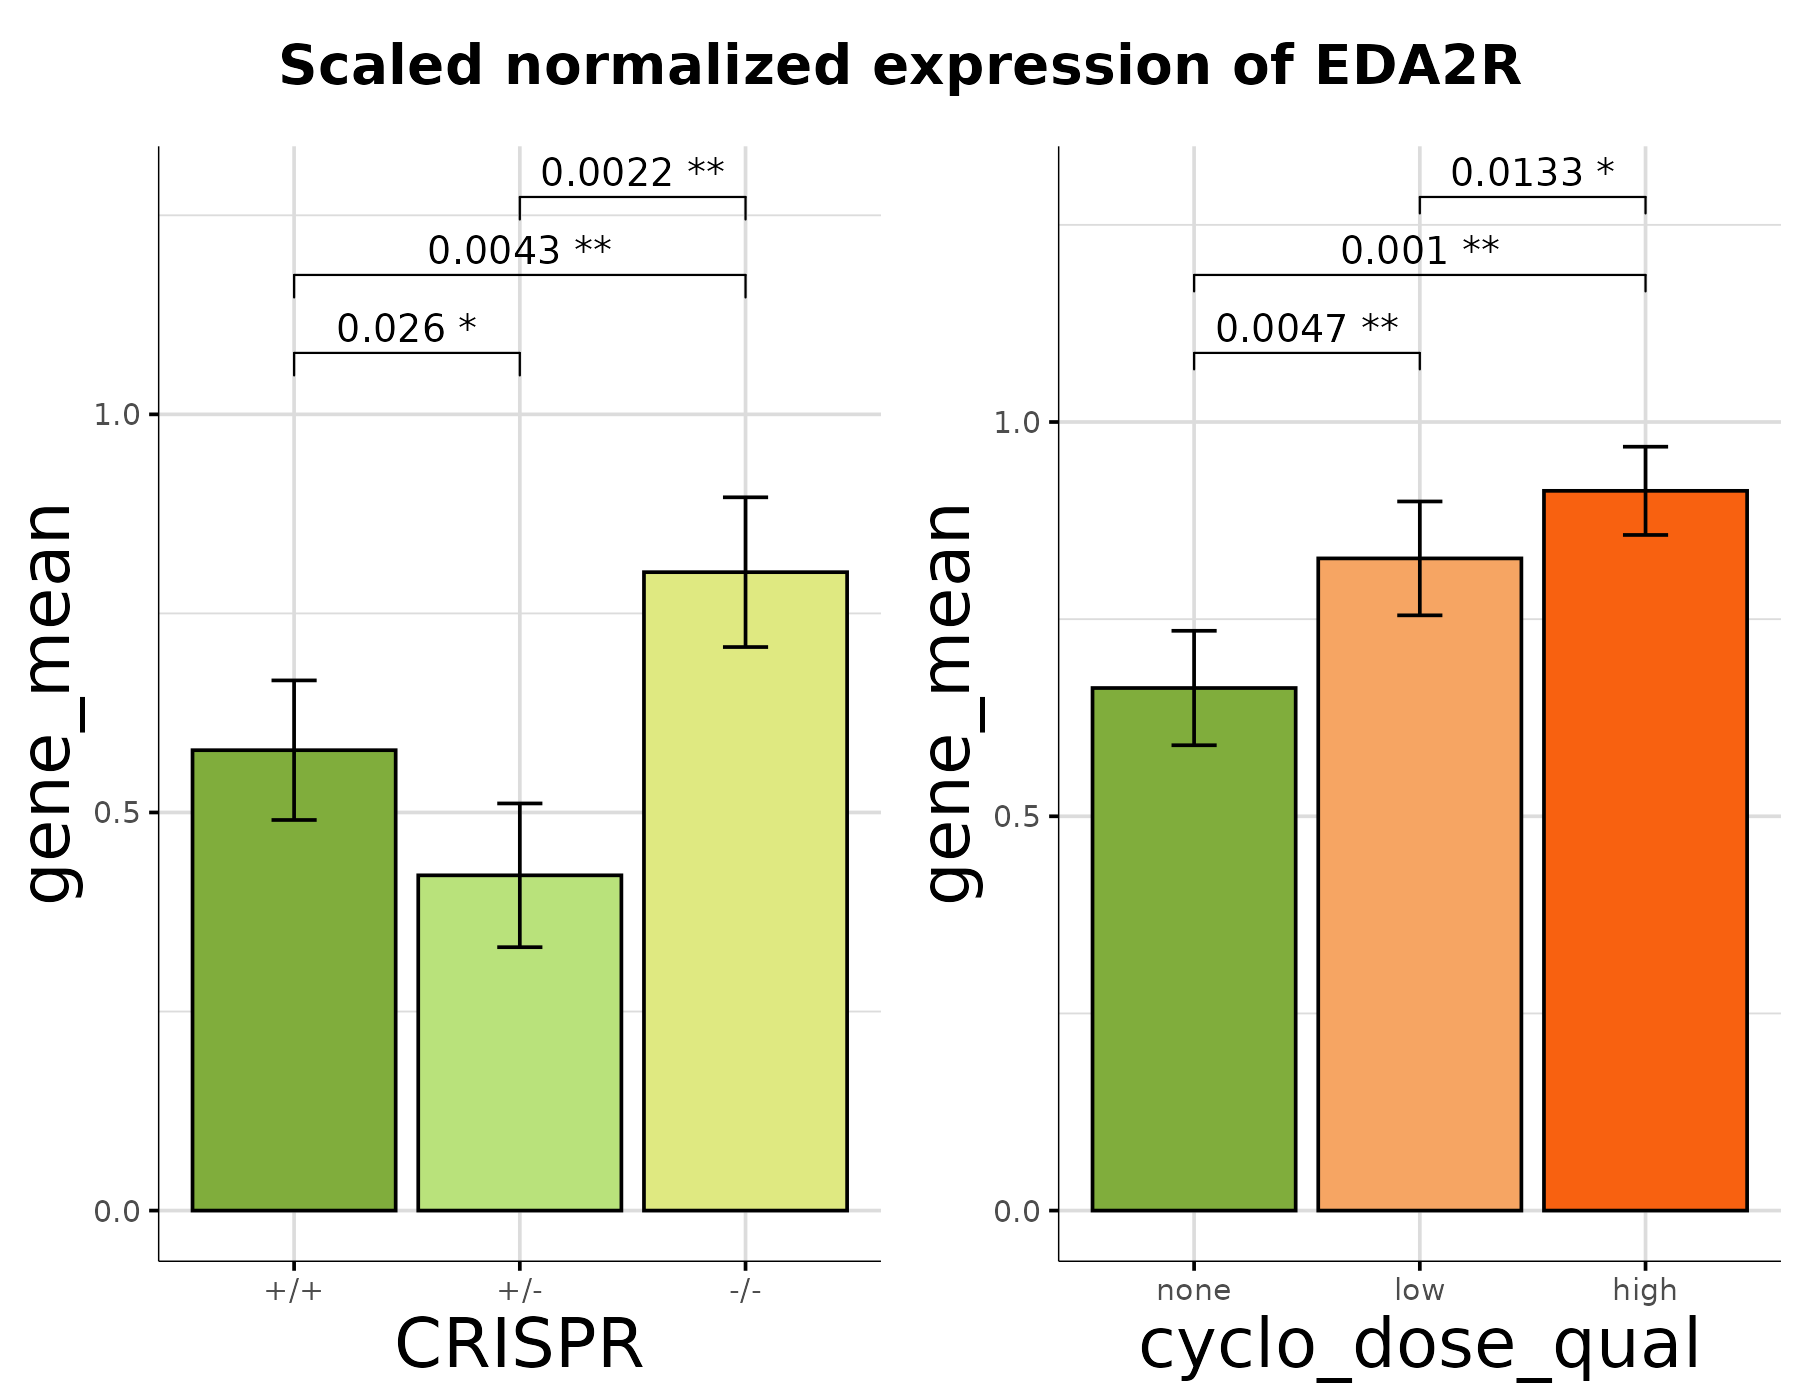 Scaled normalized expression of EDA2R
0.0022 **
0.0043 **
0.026 *
1.0
0.5
0.0
gene_mean
+/+ +/- -/-
CRISPR
0.0133 *
0.001 **
0.0047 **
1.0
0.5
0.0
gene_mean
none low high
cyclo_dose_qual